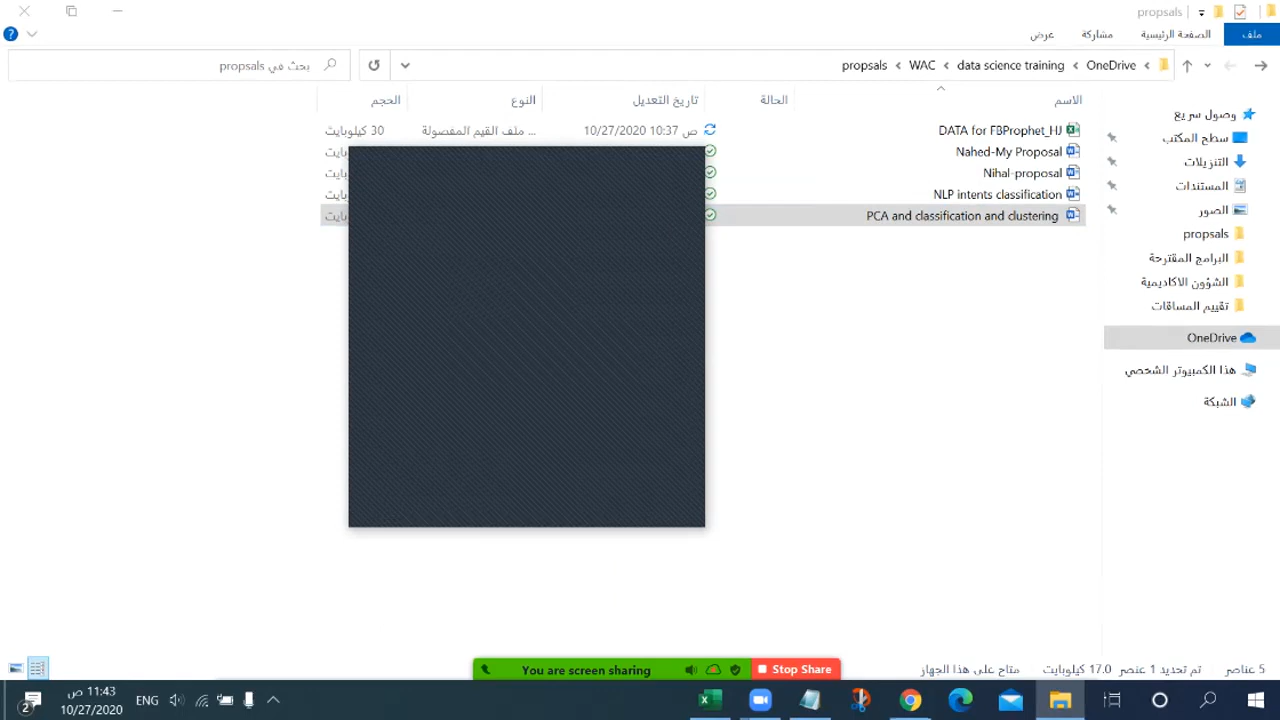 propsals
ملف
الصفحة الرئيسية
مشاركة
عرض
OneDrive
data science training
WAC
propsals
بحث في propsals
الاسم
الحالة
تاريخ التعديل
النوع
الحجم
DATA for FBProphet_HJ
10/27/2020 10:37 ص
ملف القيم المفصولة ...
30 كيلوبايت
Nahed-My Proposal
Nihal-proposal
NLP intents classification
PCA and classification and clustering
وصول سريع
سطح المكتب
التنزيلات
المستندات
الصور
propsals
البرامج المقترحة
الشؤون الاكاديمية
تقييم المساقات
OneDrive
هذا الكمبيوتر الشخصي
الشبكة
5 عناصر
تم تحديد 1 عنصر 17.0 كيلوبايت
متاح على هذا الجهاز
You are screen sharing
Stop Share
ENG
11:43 ص
10/27/2020
2